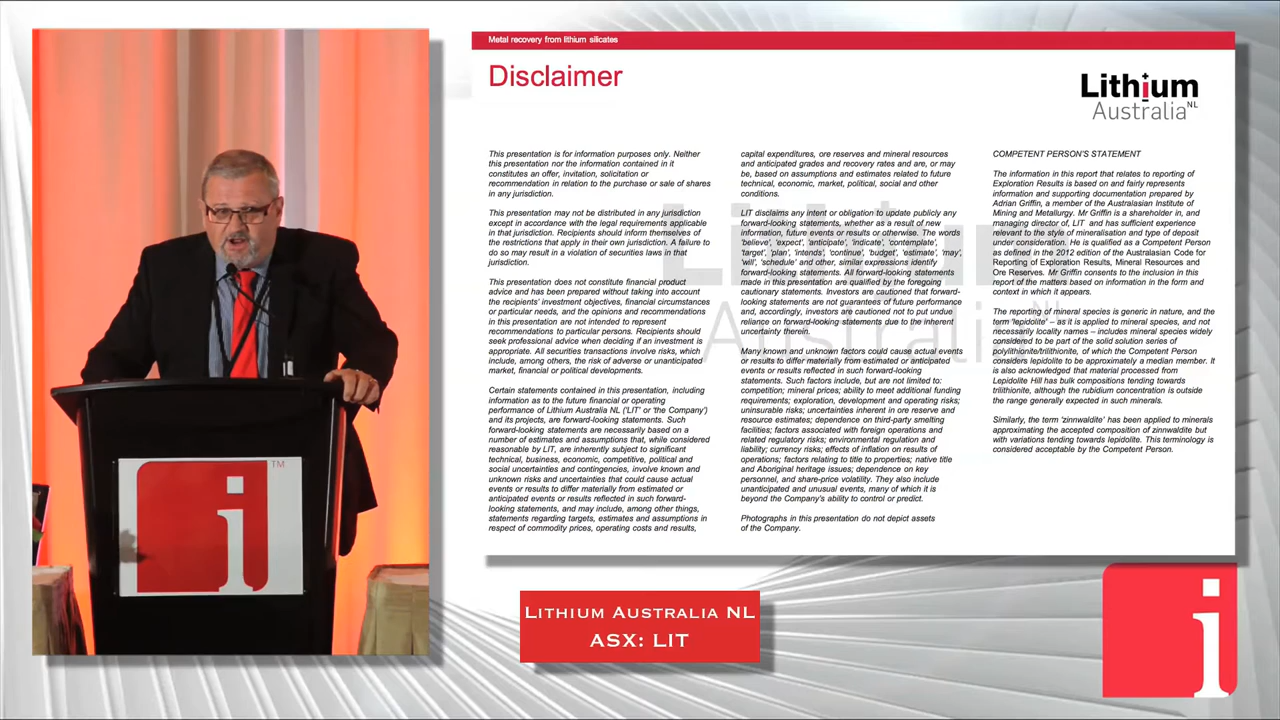 Metal recovery from lithium silicates
Disclaimer
Lithium
Australia NL
This presentation is for information purposes only. Neither
this presentation nor the information contained in it
constitutes an offer, invitation, solicitation or
recommendation in relation to the purchase or sale of shares
in any jurisdiction.
This presentation may not be distributed in any jurisdiction
except in accordance with the legal requirements applicable
in that jurisdiction. Recipients should inform themselves of
the restrictions that apply in their own jurisdiction. A failure to
do so may result in a violation of securities laws in that
jurisdiction.
This presentation does not constitute financial product
advice and has been prepared without taking into account
the recipients' investment objectives, financial circumstances
or particular needs, and the opinions and recommendations
in this presentation are not intended to represent
recommendations to particular persons. Recipients should
seek professional advice when deciding if an investment is
appropriate. All securities transactions involve risks, which
include, among others, the risk of adverse or unanticipated
market, financial or political developments.
Certain statements contained in this presentation, including
information as to the future financial or operating
performance of Lithium Australia NL ('LIT' or 'the Company')
and its projects, are forward-looking statements. Such
forward-looking statements are necessarily based on a
number of estimates and assumptions that, while considered
reasonable by LIT, are inherently subject to significant
technical, business, economic, competitive, political and
social uncertainties and contingencies, involve known and
unknown risks and uncertainties that could cause actual
events or results to differ materially from estimated or
anticipated events or results reflected in such forward-
looking statements, and may include, among other things,
statements regarding targets, estimates and assumptions in
respect of commodity prices, operating costs and results,
capital expenditures, ore reserves and mineral resources
and anticipated grades and recovery rates and are, or may
be, based on assumptions and estimates related to future
technical, economic, market, political, social and other
conditions.
LIT disclaims any intent or obligation to update publicly any
forward-looking statements, whether as a result of new
information, future events or results or otherwise. The words
'believe', 'expect', 'anticipate', 'indicate', 'contemplate',
'target', 'plan', 'intends', 'continue', 'budget', 'estimate', 'may',
'will', 'schedule' and other, similar expressions identify
forward-looking statements. All forward-looking statements
made in this presentation are qualified by the foregoing
cautionary statements. Investors are cautioned that forward-
looking statements are not guarantees of future performance
and, accordingly, investors are cautioned not to put undue
reliance on forward-looking statements due to the inherent
uncertainty therein.
Many known and unknown factors could cause actual events
or results to differ materially from estimated or anticipated
events or results reflected in such forward-looking
statements. Such factors include, but are not limited to:
competition; mineral prices; ability to meet additional funding
requirements; exploration, development and operating risks;
uninsurable risks; uncertainties inherent in ore reserve and
resource estimates; dependence on third-party smelting
facilities; factors associated with foreign operations and
related regulatory risks; environmental regulation and
liability; currency risks; effects of inflation on results of
operations; factors relating to title to properties; native title
and Aboriginal heritage issues; dependence on key
personnel, and share-price volatility. They also include
unanticipated and unusual events, many of which it is
beyond the Company's ability to control or predict.
Photographs in this presentation do not depict assets
of the Company.
COMPETENT PERSON'S STATEMENT
The information in this report that relates to reporting of
Exploration Results is based on and fairly represents
information and supporting documentation prepared by
Adrian Griffin, a member of the Australasian Institute of
Mining and Metallurgy. Mr Griffin is a shareholder in, and
managing director of, LIT and has sufficient experience
relevant to the style of mineralisation and type of deposit
under consideration. He is qualified as a Competent Person
as defined in the 2012 edition of the Australasian Code for
Reporting of Exploration Results, Mineral Resources and
Ore Reserves. Mr Griffin consents to the inclusion in this
report of the matters based on information in the form and
context in which it appears.
The reporting of mineral species is generic in nature, and the
term 'lepidolite' – as it is applied to mineral species, and not
necessarily locality names – includes mineral species widely
considered to be part of the solid solution series of
polylithionite/trilithionite, of which the Competent Person
considers lepidolite to be approximately a median member. It
is also acknowledged that material processed from
Lepidolite Hill has bulk compositions tending towards
trilithionite, although the rubidium concentration is outside
the range generally expected in such minerals.
Similarly, the term 'zinnwaldite' has been applied to minerals
approximating the accepted composition of zinnwaldite but
with variations tending towards lepidolite. This terminology is
considered acceptable by the Competent Person.
i
TM
Lithium Australia NL
ASX: LIT
i